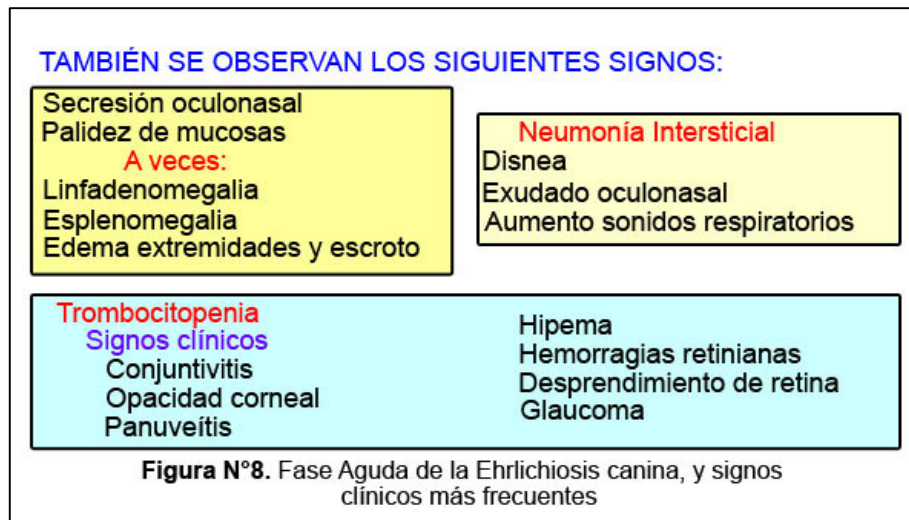 TAMBIÉN SE OBSERVAN LOS SIGUIENTES SIGNOS:
Secresión oculonasal
Palidez de mucosas
A veces:
Linfadenomegalia
Esplenomegalia
Edema extremidades y escroto
Neumonía Intersticial
Disnea
Exudado oculonasal
Aumento sonidos respiratorios
Trombocitopenia
Signos clínicos
Conjuntivitis
Opacidad corneal
Panuveítis
Hipema
Hemorragias retinianas
Desprendimiento de retina
Glaucoma
Figura N°8. Fase Aguda de la Ehrlichiosis canina, y signos
clínicos más frecuentes